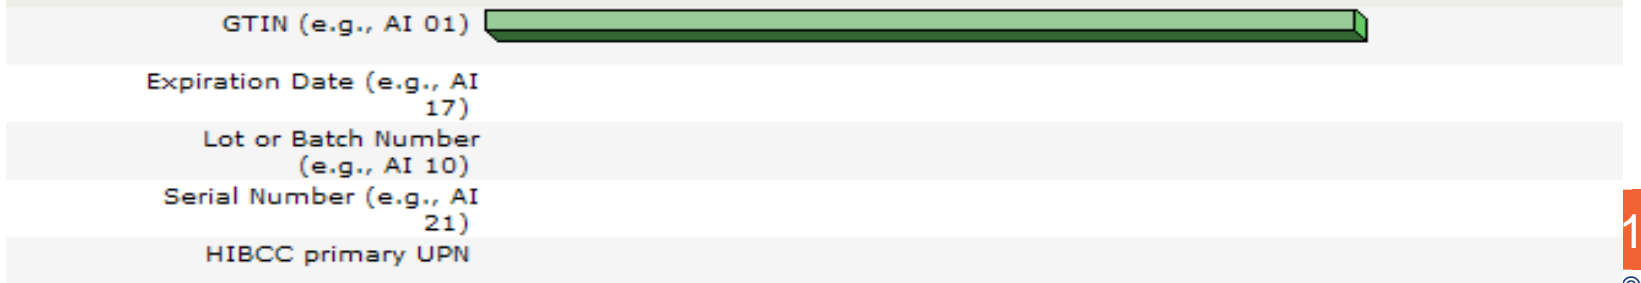 GTIN (e.g., AI 01)
Expiration Date (e.g., AI
17)
Lot or Batch Number
(e.g., AI 10)
Serial Number (e.g., AI
21)
HIBCC primary UPN
1
©